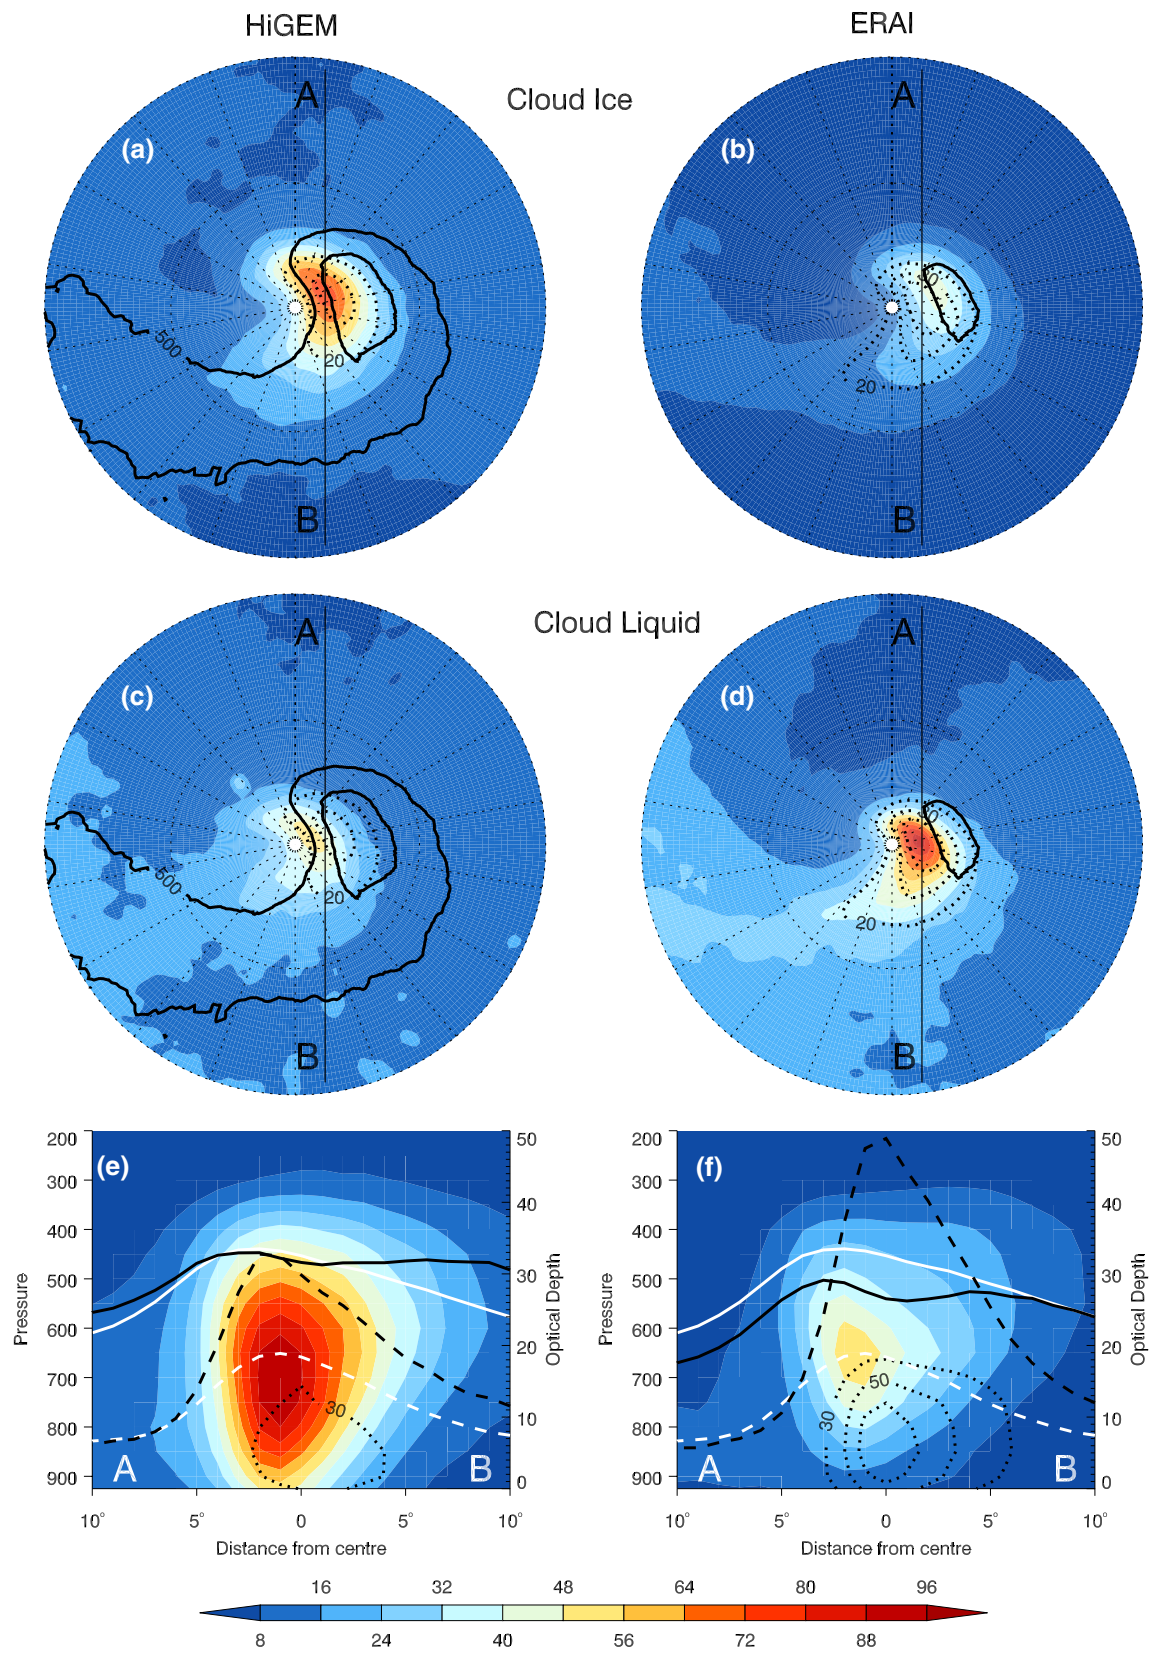 HiGEM
ERAI
Cloud Ice
A
A
(a)
(b)
500
20
20
B
B
Cloud Liquid
A
A
(c)
(d)
500
20
20
B
B
200
300
400
500
600
700
800
900
Pressure
(e)
30
A
B
50
40
30
20
10
0
Optical Depth
10° 5° 0 5° 10°
Distance from centre
200
300
400
500
600
700
800
900
Pressure
(f)
50
30
A
B
50
40
30
20
10
0
Optical Depth
10° 5° 0 5° 10°
Distance from centre
16 32 48 64 80 96
8 24 40 56 72 88